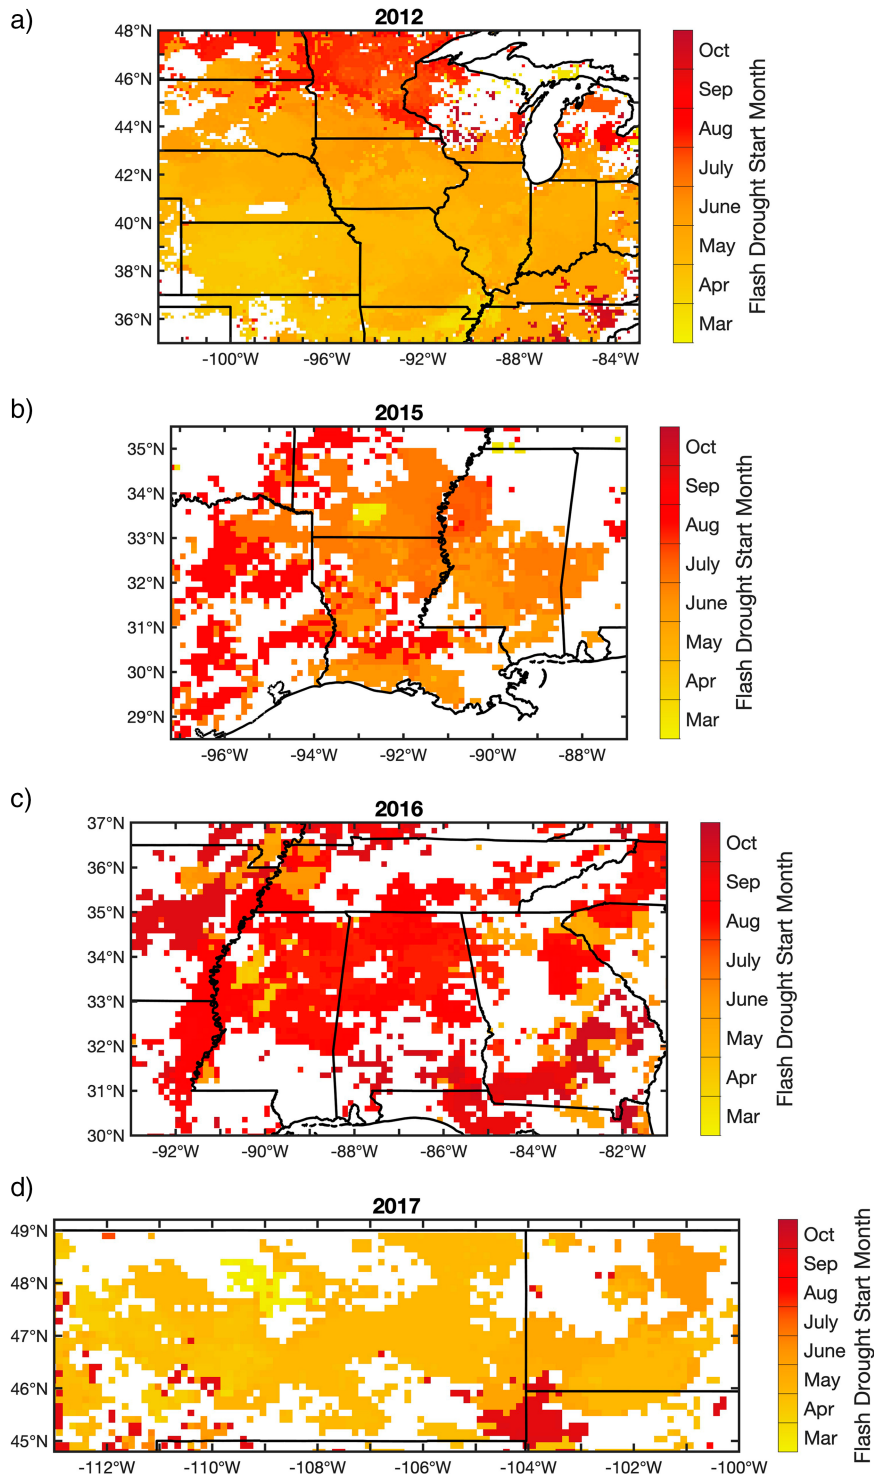 a)
2012
48°N
46°N
44°N
42°N
40°N
38°N
36°N
-100°W
-96°W
-92°W
-88°W
-84°W
Oct
Sep
Aug
July
June
May
Apr
Mar
Flash Drought Start Month
b)
2015
35°N
34°N
33°N
32°N
31°N
30°N
29°N
-96°W
-94°W
-92°W
-90°W
-88°W
Oct
Sep
Aug
July
June
May
Apr
Mar
Flash Drought Start Month
c)
2016
37°N
36°N
35°N
34°N
33°N
32°N
31°N
30°N
-92°W
-90°W
-88°W
-86°W
-84°W
-82°W
Oct
Sep
Aug
July
June
May
Apr
Mar
Flash Drought Start Month
d)
2017
49°N
48°N
47°N
46°N
45°N
-112°W
-110°W
-108°W
-106°W
-104°W
-102°W
-100°W
Oct
Sep
Aug
July
June
May
Apr
Mar
Flash Drought Start Month